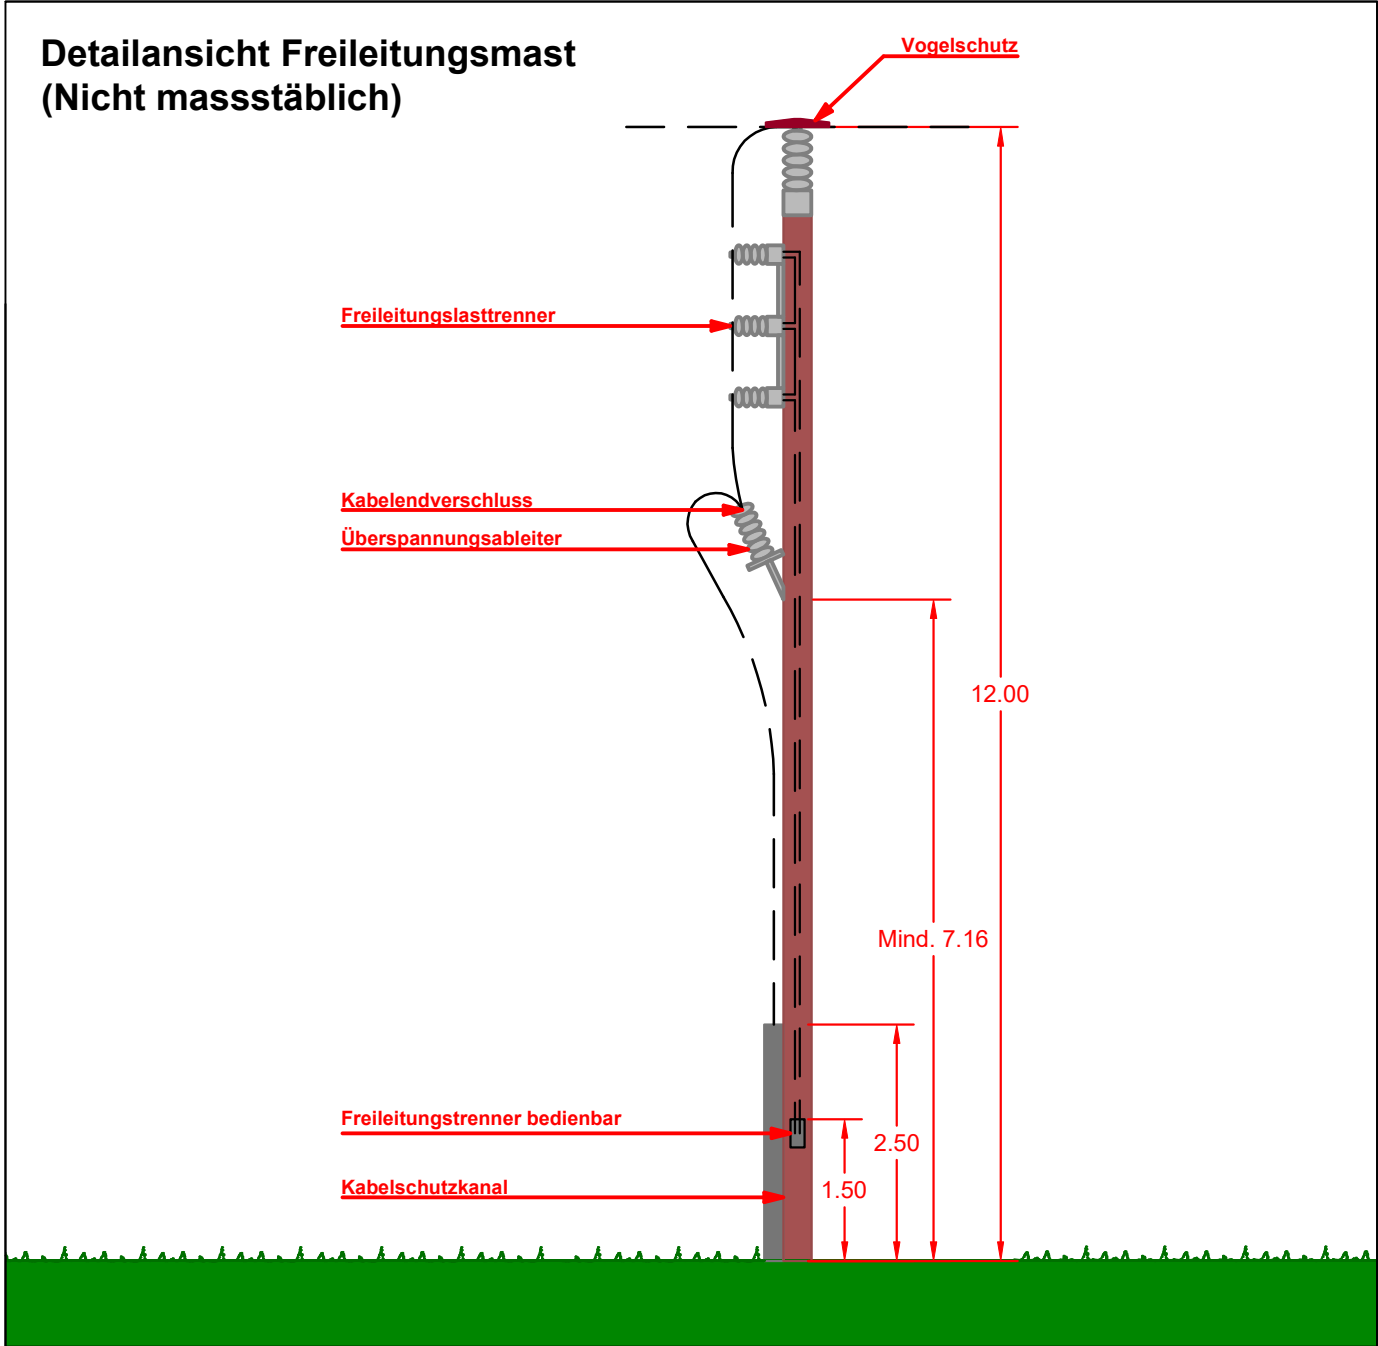 Detailansicht Freileitungsmast
(Nicht massstäblich)
Vogelschutz
Freileitungslasttrenner
Kabelendverschluss
Überspannungsableiter
12.00
Mind. 7.16
Freileitungstrenner bedienbar
2.50
Kabelschutzkanal
1.50